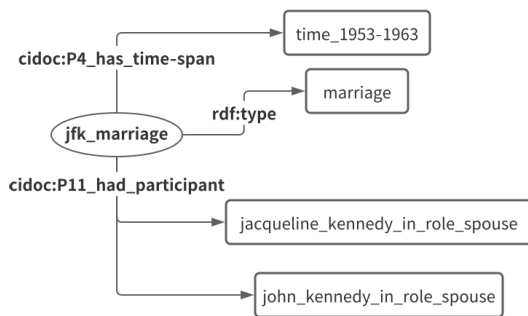 time_1953-1963
cidoc:P4_has_time-span
marriage
rdf:type
jfk_marriage
cidoc:P11_had_participant
jacqueline_kennedy_in_role_spouse
john_kennedy_in_role_spouse